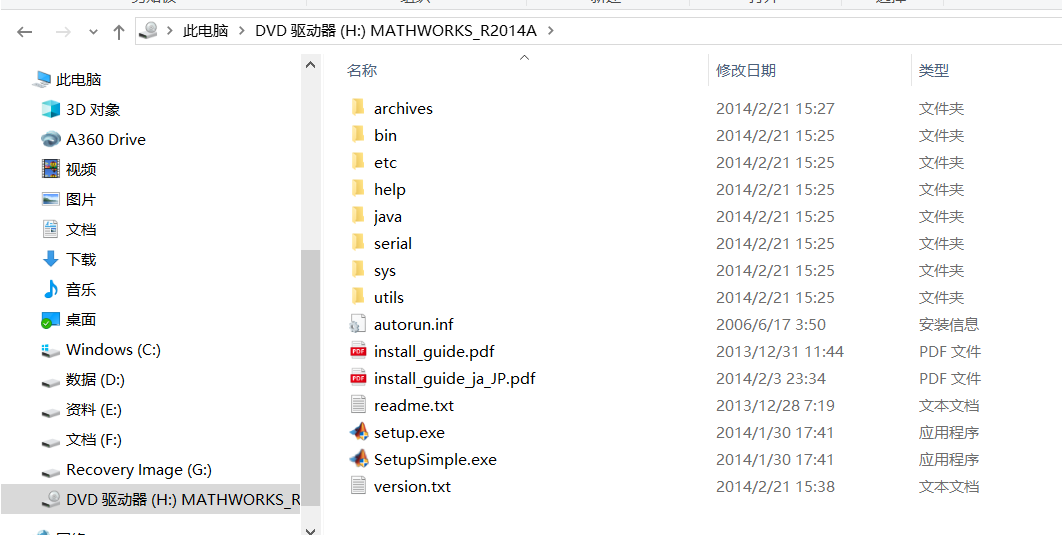 此电脑 DVD 驱动器 (H:) MATHWORKS_R2014A
此电脑
3D 对象
A360 Drive
视频
图片
文档
下载
音乐
桌面
Windows (C:)
数据 (D:)
资料 (E:)
文档 (F:)
Recovery Image (G:)
DVD 驱动器 (H:) MATHWORKS_R
名称 修改日期 类型
archives 2014/2/21 15:27 文件夹
bin 2014/2/21 15:25 文件夹
etc 2014/2/21 15:25 文件夹
help 2014/2/21 15:25 文件夹
java 2014/2/21 15:25 文件夹
serial 2014/2/21 15:25 文件夹
sys 2014/2/21 15:25 文件夹
utils 2014/2/21 15:25 文件夹
autorun.inf 2006/6/17 3:50 安装信息
install_guide.pdf 2013/12/31 11:44 PDF 文件
install_guide_ja_JP.pdf 2014/2/3 23:34 PDF 文件
readme.txt 2013/12/28 7:19 文本文档
setup.exe 2014/1/30 17:41 应用程序
SetupSimple.exe 2014/1/30 17:41 应用程序
version.txt 2014/2/21 15:38 文本文档